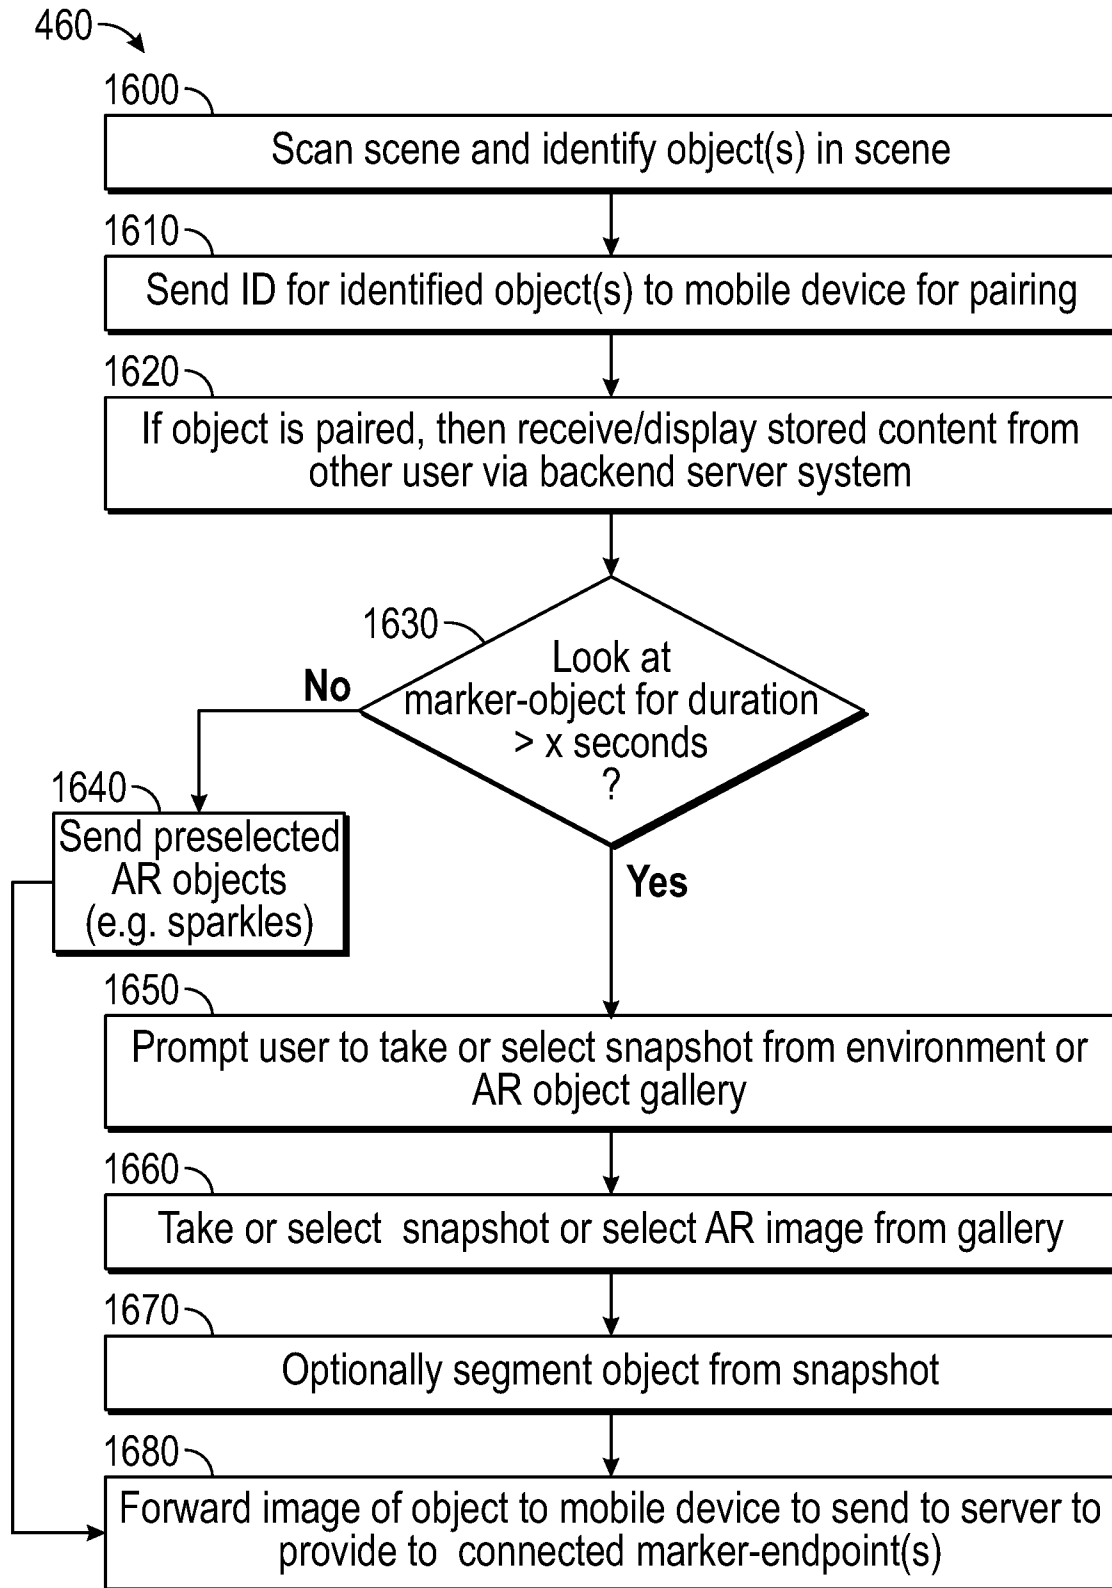 460
1600
Scan scene and identify object(s) in scene
1610
Send ID for identified object(s) to mobile device for pairing
1620
If object is paired, then receive/display stored content from
other user via backend server system
1630
Look at
marker-object for duration
> x seconds
?
No
Yes
1640
Send preselected
AR objects
(e.g. sparkles)
1650
Prompt user to take or select snapshot from environment or
AR object gallery
1660
Take or select snapshot or select AR image from gallery
1670
Optionally segment object from snapshot
1680
Forward image of object to mobile device to send to server to
provide to connected marker-endpoint(s)